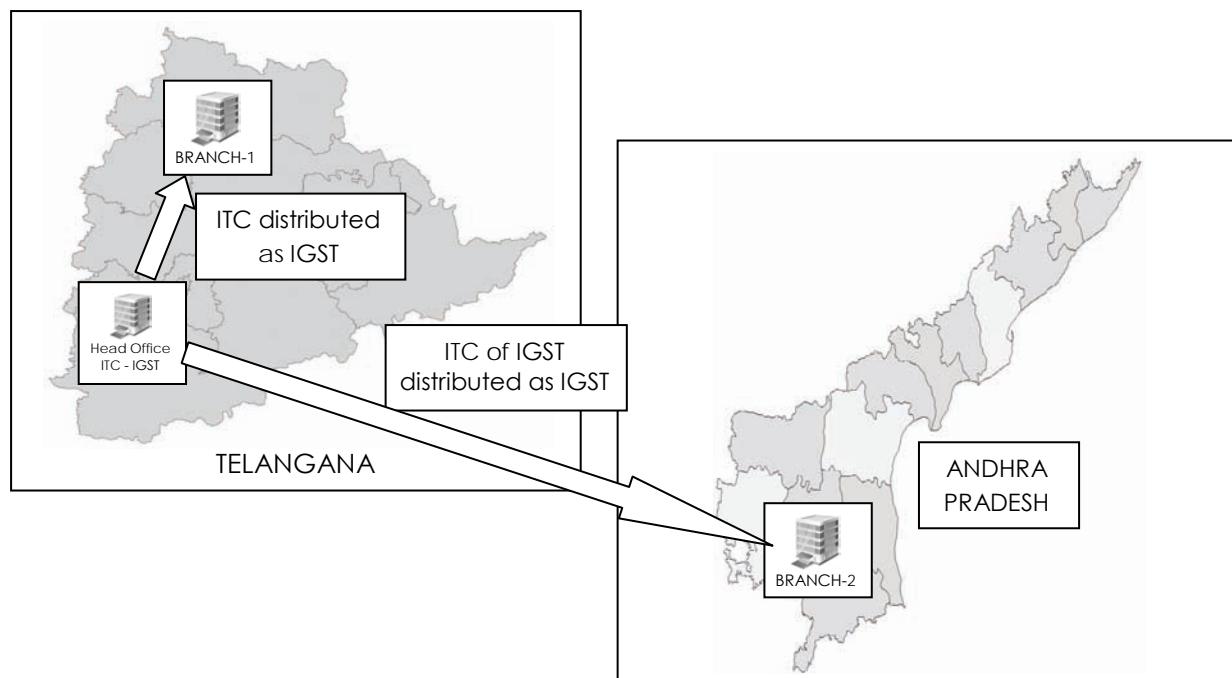 BRANCH-1
ITC distributed
as IGST
Head Office
ITC - IGST
ITC of IGST
distributed as IGST
TELANGANA
ANDHRA
PRADESH
BRANCH-2